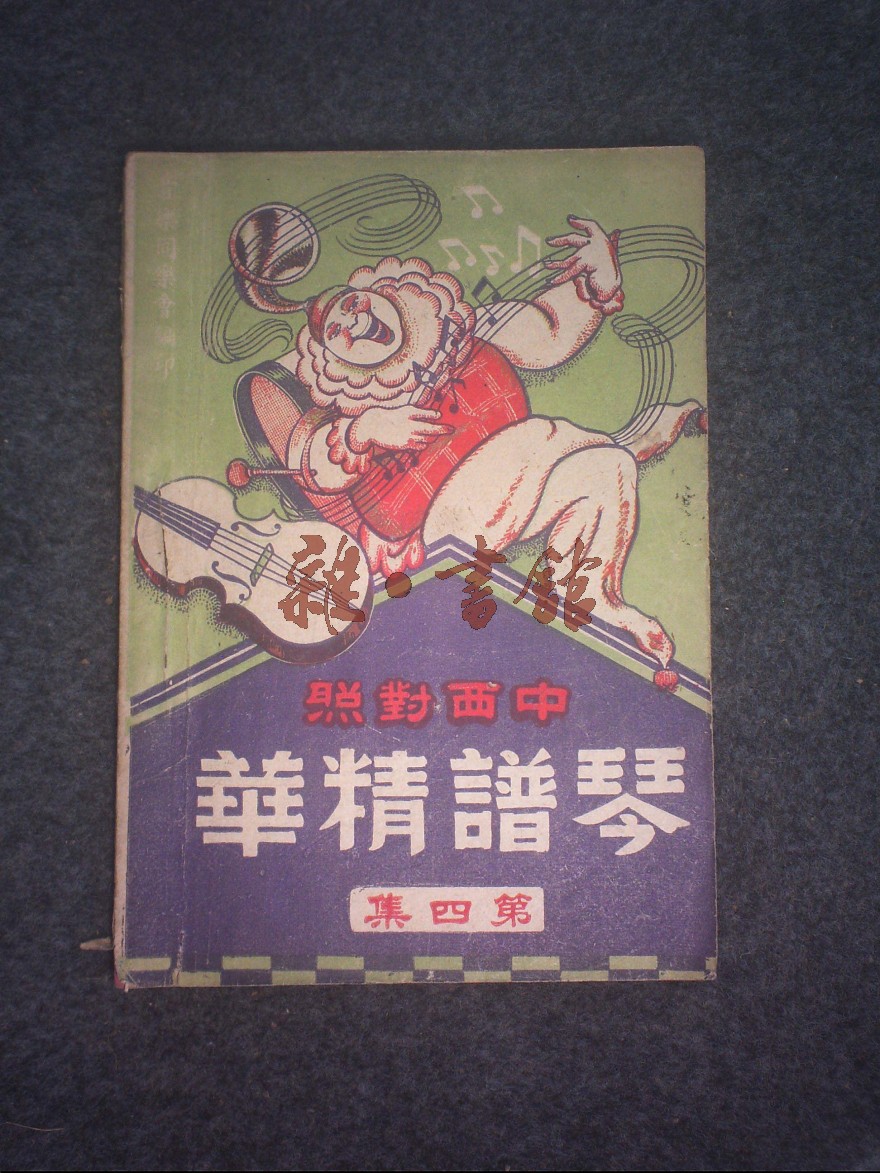 雜·書館
中西對照
琴譜精華
第四集